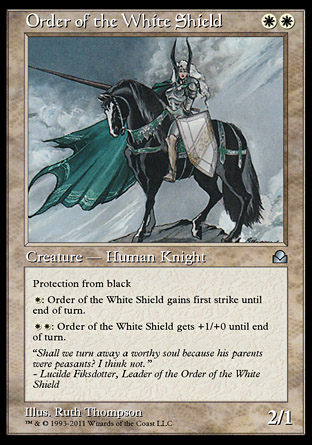 Order of the White Shield
Creature — Human Knight
Protection from black
: Order of the White Shield gains first strike until
end of turn.
: Order of the White Shield gets +1/+0 until end
of turn.
“Shall we turn away a worthy soul because his parents
were peasants? I think not.”
- Lucilde Fiksdotter, Leader of the Order of the White
Shield
Illus. Ruth Thompson
™ & © 1993-2011 Wizards of the Coast LLC
2/1